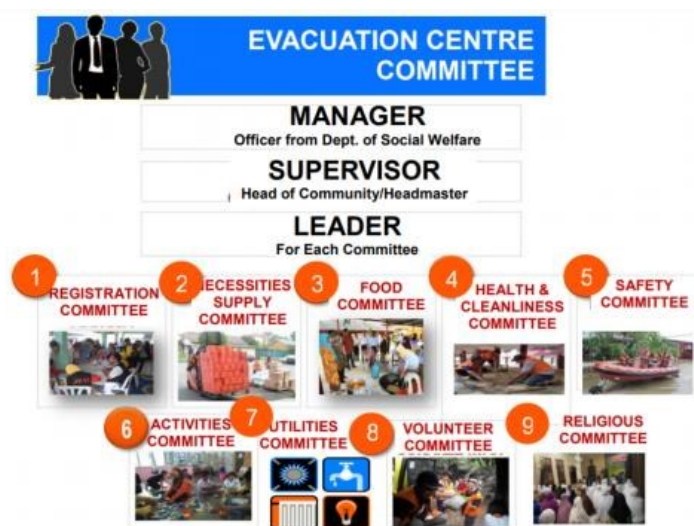 EVACUATION CENTRE
COMMITTEE
MANAGER
Officer from Dept. of Social Welfare
SUPERVISOR
Head of Community/Headmaster
LEADER
For Each Committee
1
REGISTRATION
COMMITTEE
2
NECESSITIES
SUPPLY
COMMITTEE
3
FOOD
COMMITTEE
4
HEALTH &
CLEANLINESS
COMMITTEE
5
SAFETY
COMMITTEE
6
ACTIVITIES
COMMITTEE
7
UTILITIES
COMMITTEE
8
VOLUNTEER
COMMITTEE
9
RELIGIOUS
COMMITTEE